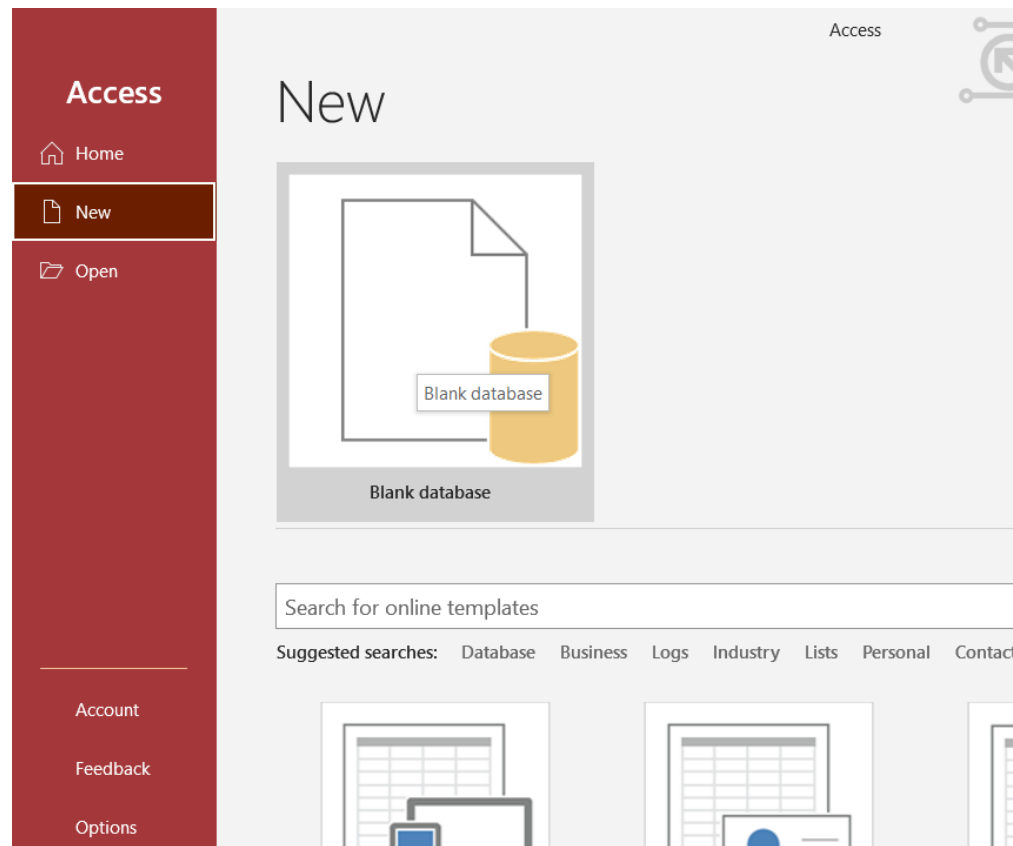 Access
Access
New
Home
New
Open
Blank database
Blank database
Search for online templates
Suggested searches: Database Business Logs Industry Lists Personal Contact
Account
Feedback
Options